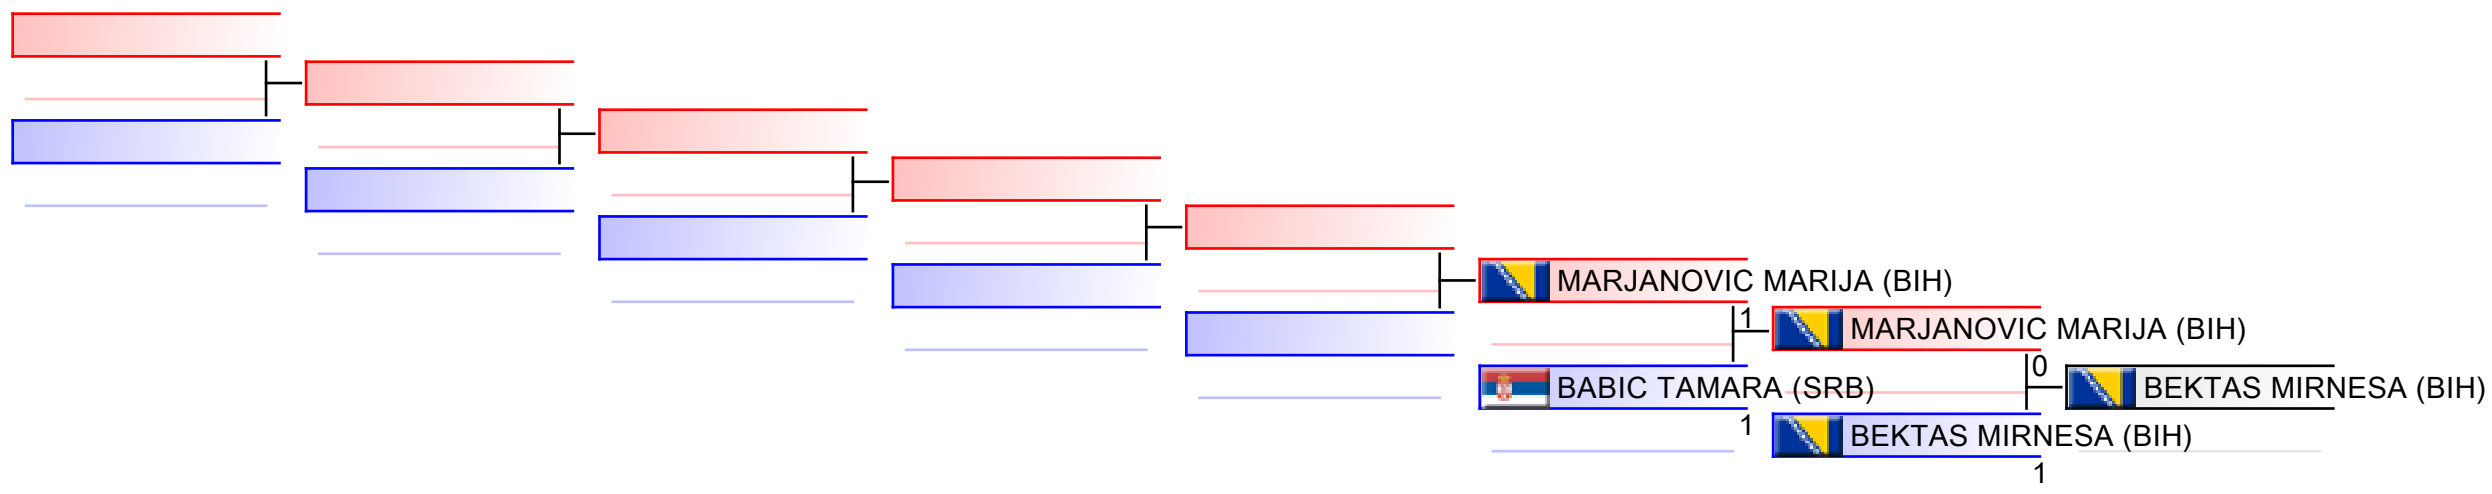 MARJANOVIC MARIJA (BIH)
1
MARJANOVIC MARIJA (BIH)
0
BABIC TAMARA (SRB)
BEKTAS MIRNESA (BIH)
1
BEKTAS MIRNESA (BIH)
1